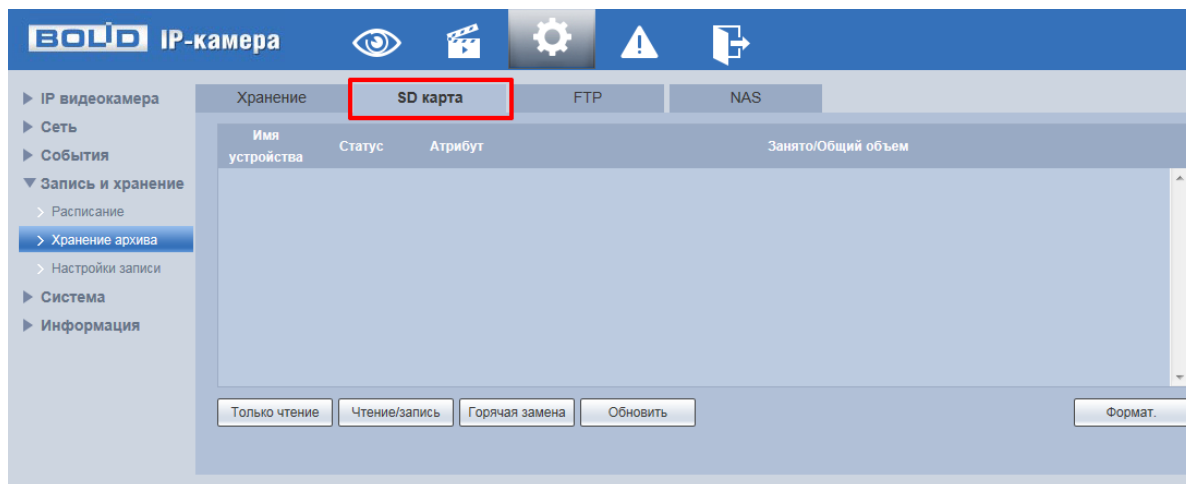 BOLID IP-камера
IP видеокамера
Сеть
События
Запись и хранение
Расписание
Хранение архива
Настройки записи
Система
Информация
Хранение
SD карта
FTP
NAS
Имя
устройства
Статус
Атрибут
Занято/Общий объем
Только чтение
Чтение/запись
Горячая замена
Обновить
Формат.